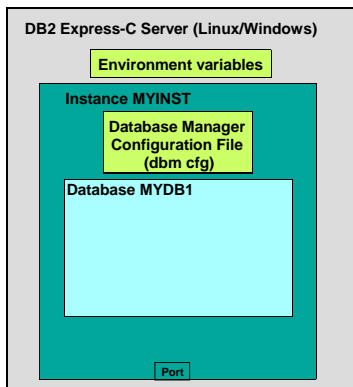 DB2 Express-C Server (Linux/Windows)
Environment variables
Instance MYINST
Database Manager
Configuration File
(dbm cfg)
Database MYDB1
Port